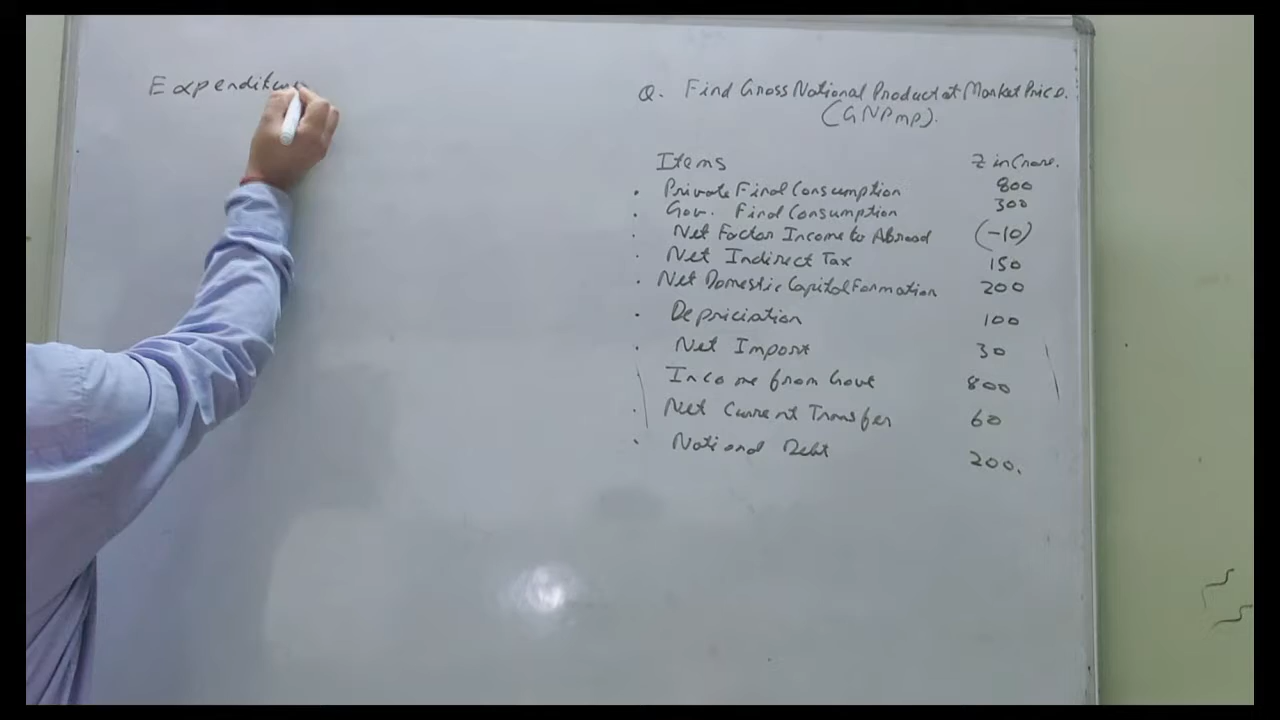 Expenditure
Q. Find Gross National Product at Market Price.
(GNPMP).
Items ₹ in Crore.
. Private Final Consumption 800
. Gov. Final Consumption 300
. Net Factor Income to Abroad (-10)
. Net Indirect Tax 150
. Net Domestic Capital Formation 200
. Depriciation 100
. Net Import 30
Income from Govt 800
. Net Current Transfer 60
. National Debt 200.